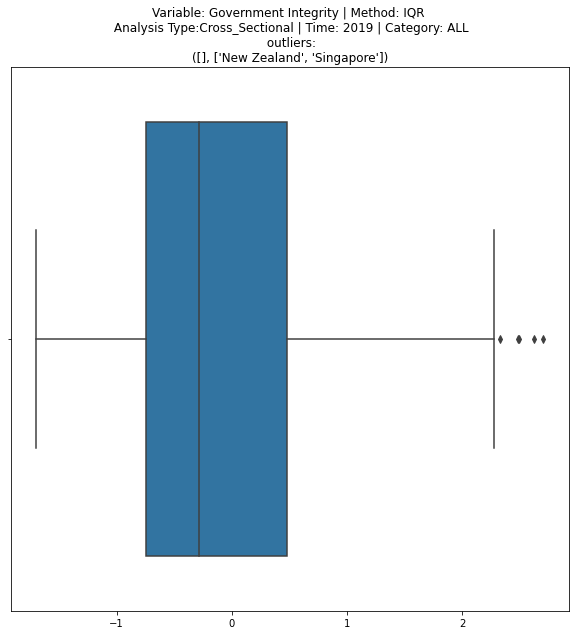 Variable: Government Integrity | Method: IQR
Analysis Type:Cross_Sectional | Time: 2019 | Category: ALL
outliers:
([], ['New Zealand', 'Singapore'])
−1 0 1 2